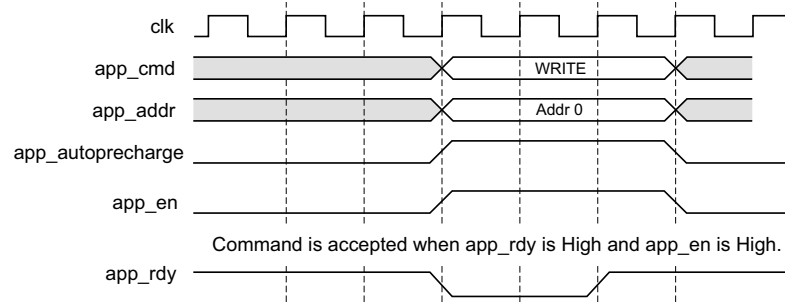 clk
app_cmd
WRITE
app_addr
Addr 0
app_autoprecharge
app_en
Command is accepted when app_rdy is High and app_en is High.
app_rdy